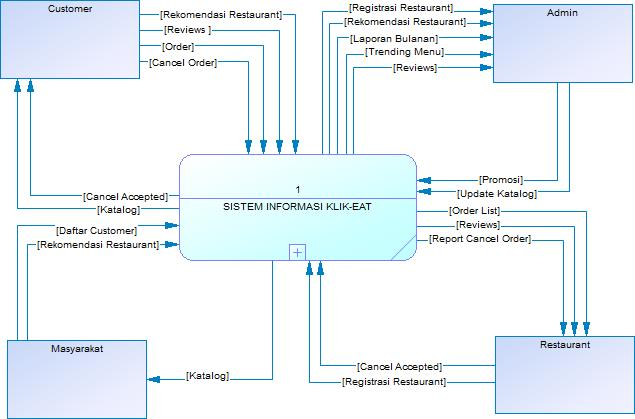 Customer
[Rekomendasi Restaurant]
[Reviews ]
[Order]
[Cancel Order]
[Registrasi Restaurant]
[Rekomendasi Restaurant]
[Laporan Bulanan]
[Trending Menu]
[Reviews]
Admin
1
SISTEM INFORMASI KLIK-EAT
[Cancel Accepted]
[Katalog]
[Promosi]
[Update Katalog]
[Order List]
[Reviews]
[Report Cancel Order]
[Daftar Customer]
[Rekomendasi Restaurant]
Masyarakat
[Katalog]
[Cancel Accepted]
[Registrasi Restaurant]
Restaurant